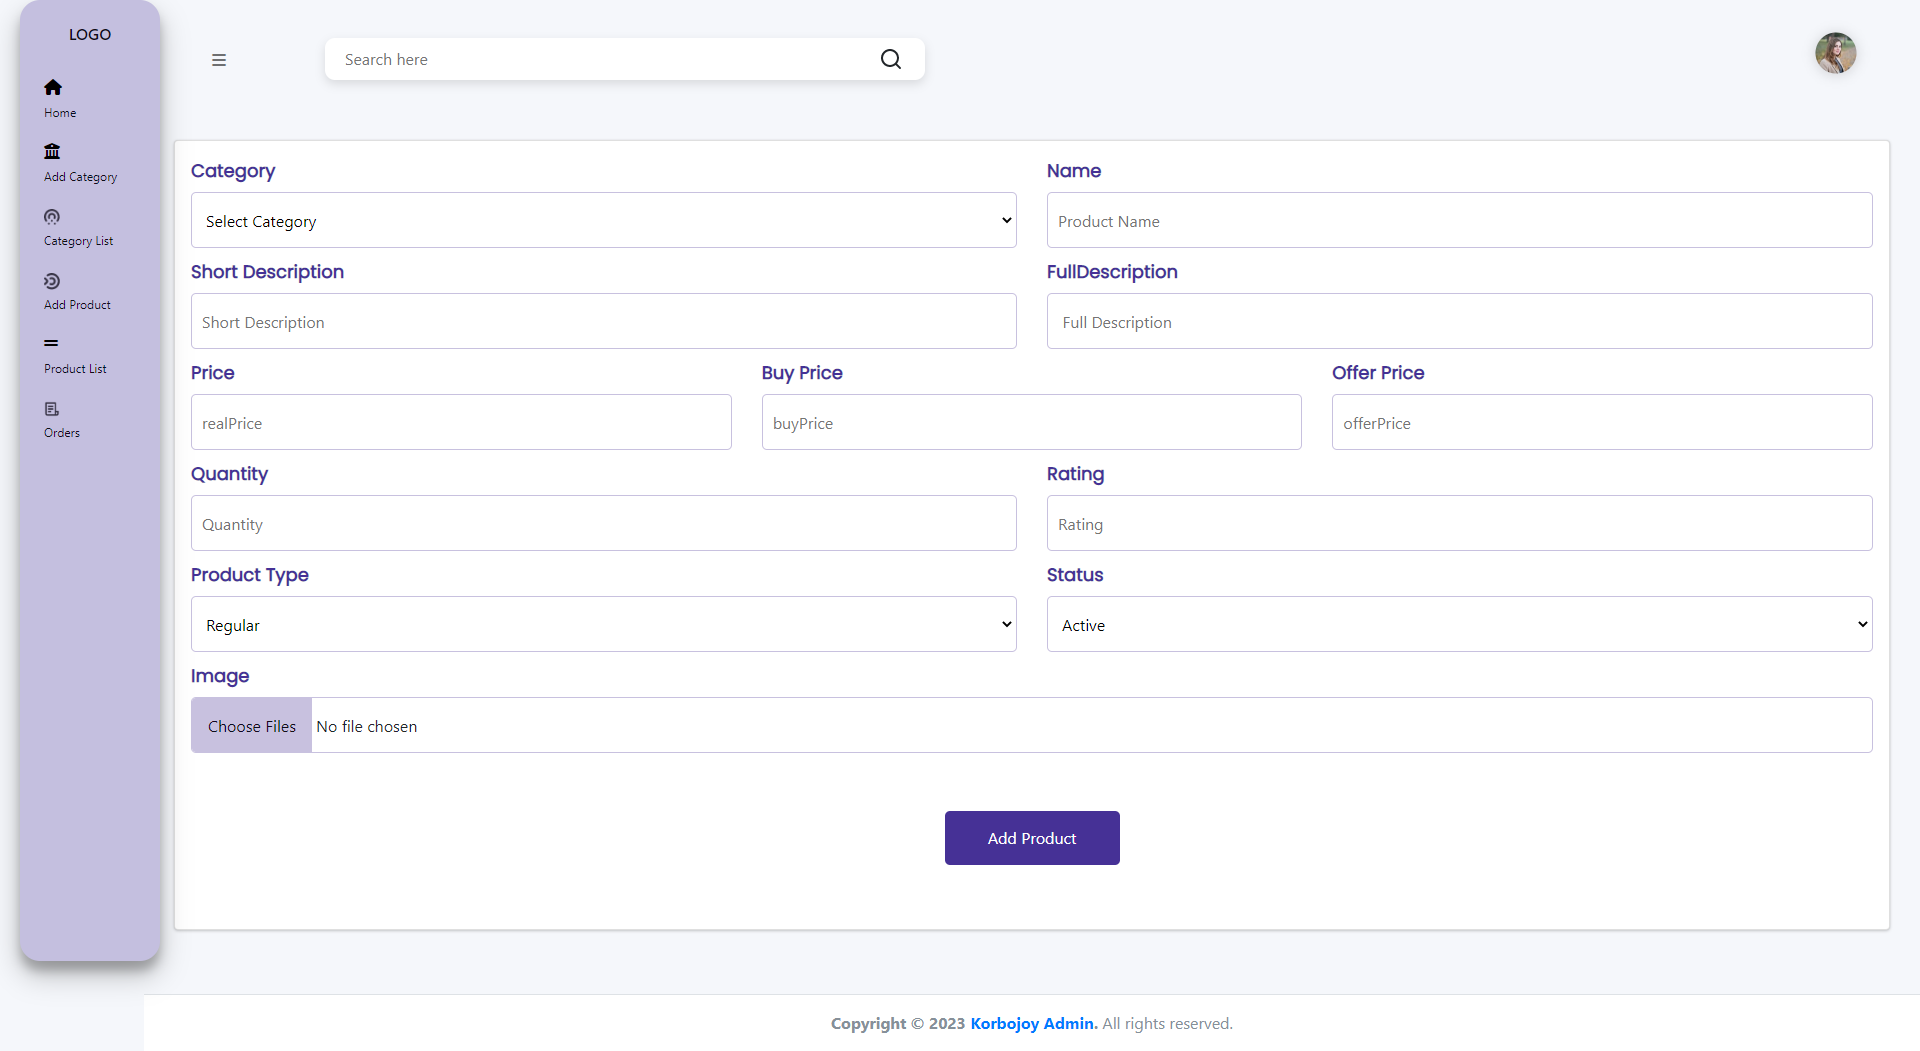 LOGO
Home
Add Category
Category List
Add Product
Product List
Orders
Search here
Category
Name
Select Category
Product Name
Short Description
FullDescription
Short Description
Full Description
Price
Buy Price
Offer Price
realPrice
buyPrice
offerPrice
Quantity
Rating
Quantity
Rating
Product Type
Status
Regular
Active
Image
Choose Files No file chosen
Add Product
Copyright © 2023 Korbojoy Admin. All rights reserved.